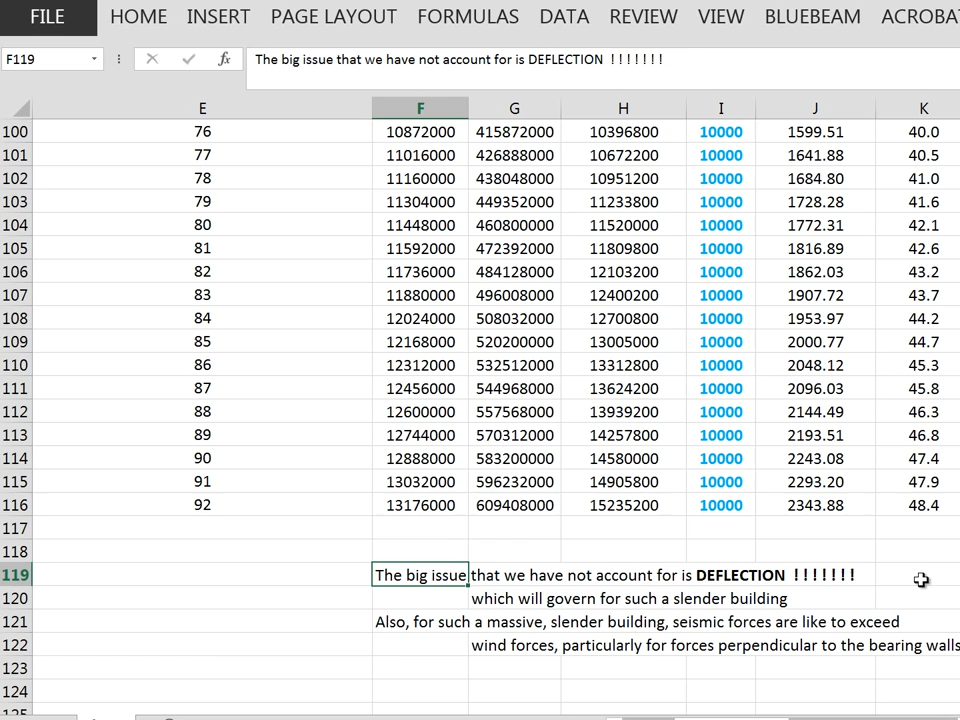 FILE HOME INSERT PAGE LAYOUT FORMULAS DATA REVIEW VIEW BLUEBEAM ACROBA
F119 fx The big issue that we have not account for is DEFLECTION ! ! ! ! ! ! !
E F G H I J K
100 76 10872000 415872000 10396800 10000 1599.51 40.0
101 77 11016000 426888000 10672200 10000 1641.88 40.5
102 78 11160000 438048000 10951200 10000 1684.80 41.0
103 79 11304000 449352000 11233800 10000 1728.28 41.6
104 80 11448000 460800000 11520000 10000 1772.31 42.1
105 81 11592000 472392000 11809800 10000 1816.89 42.6
106 82 11736000 484128000 12103200 10000 1862.03 43.2
107 83 11880000 496008000 12400200 10000 1907.72 43.7
108 84 12024000 508032000 12700800 10000 1953.97 44.2
109 85 12168000 520200000 13005000 10000 2000.77 44.7
110 86 12312000 532512000 13312800 10000 2048.12 45.3
111 87 12456000 544968000 13624200 10000 2096.03 45.8
112 88 12600000 557568000 13939200 10000 2144.49 46.3
113 89 12744000 570312000 14257800 10000 2193.51 46.8
114 90 12888000 583200000 14580000 10000 2243.08 47.4
115 91 13032000 596232000 14905800 10000 2293.20 47.9
116 92 13176000 609408000 15235200 10000 2343.88 48.4
117
118
119 The big issue that we have not account for is DEFLECTION ! ! ! ! ! ! !
120 which will govern for such a slender building
121 Also, for such a massive, slender building, seismic forces are like to exceed
122 wind forces, particularly for forces perpendicular to the bearing walls
123
124
125